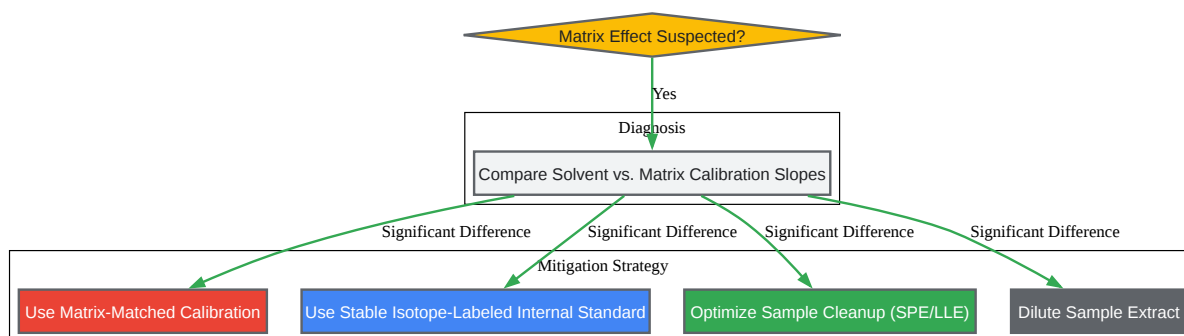 Matrix Effect Suspected?
Yes
Diagnosis
Compare Solvent vs. Matrix Calibration Slopes
Significant Difference
Significant Difference
Significant Difference
Significant Difference
Mitigation Strategy
Use Matrix-Matched Calibration
Use Stable Isotope-Labeled Internal Standard
Optimize Sample Cleanup (SPE/LLE)
Dilute Sample Extract